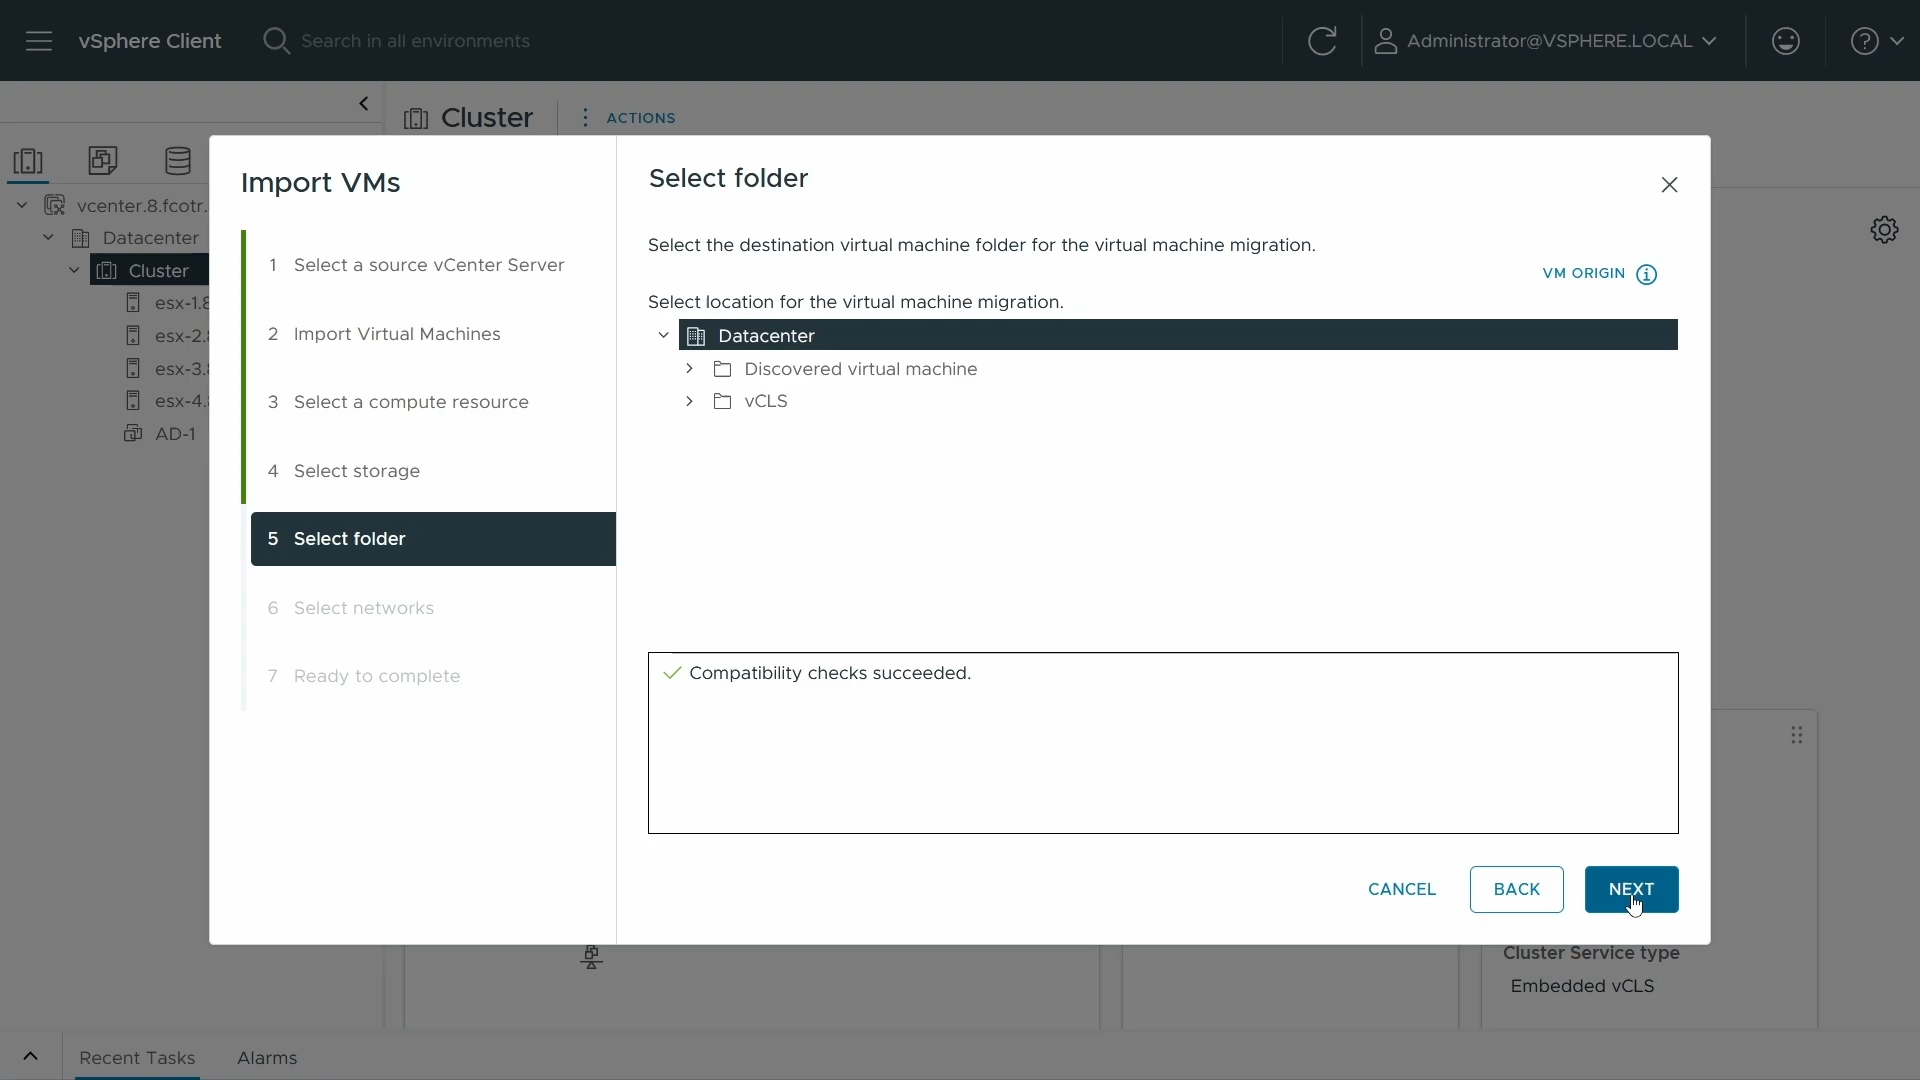 vSphere Client
Search in all environments
Administrator@VSPHERE.LOCAL
Cluster
ACTIONS
vcenter.8.fcotr.
Datacenter
Cluster
esx-1.8
esx-2.8
esx-3.8
esx-4.8
AD-1
Import VMs
1 Select a source vCenter Server
2 Import Virtual Machines
3 Select a compute resource
4 Select storage
5 Select folder
6 Select networks
7 Ready to complete
Select folder
Select the destination virtual machine folder for the virtual machine migration.
VM ORIGIN
Select location for the virtual machine migration.
Datacenter
Discovered virtual machine
vCLS
Compatibility checks succeeded.
CANCEL
BACK
NEXT
Cluster Service type
Embedded vCLS
Recent Tasks
Alarms